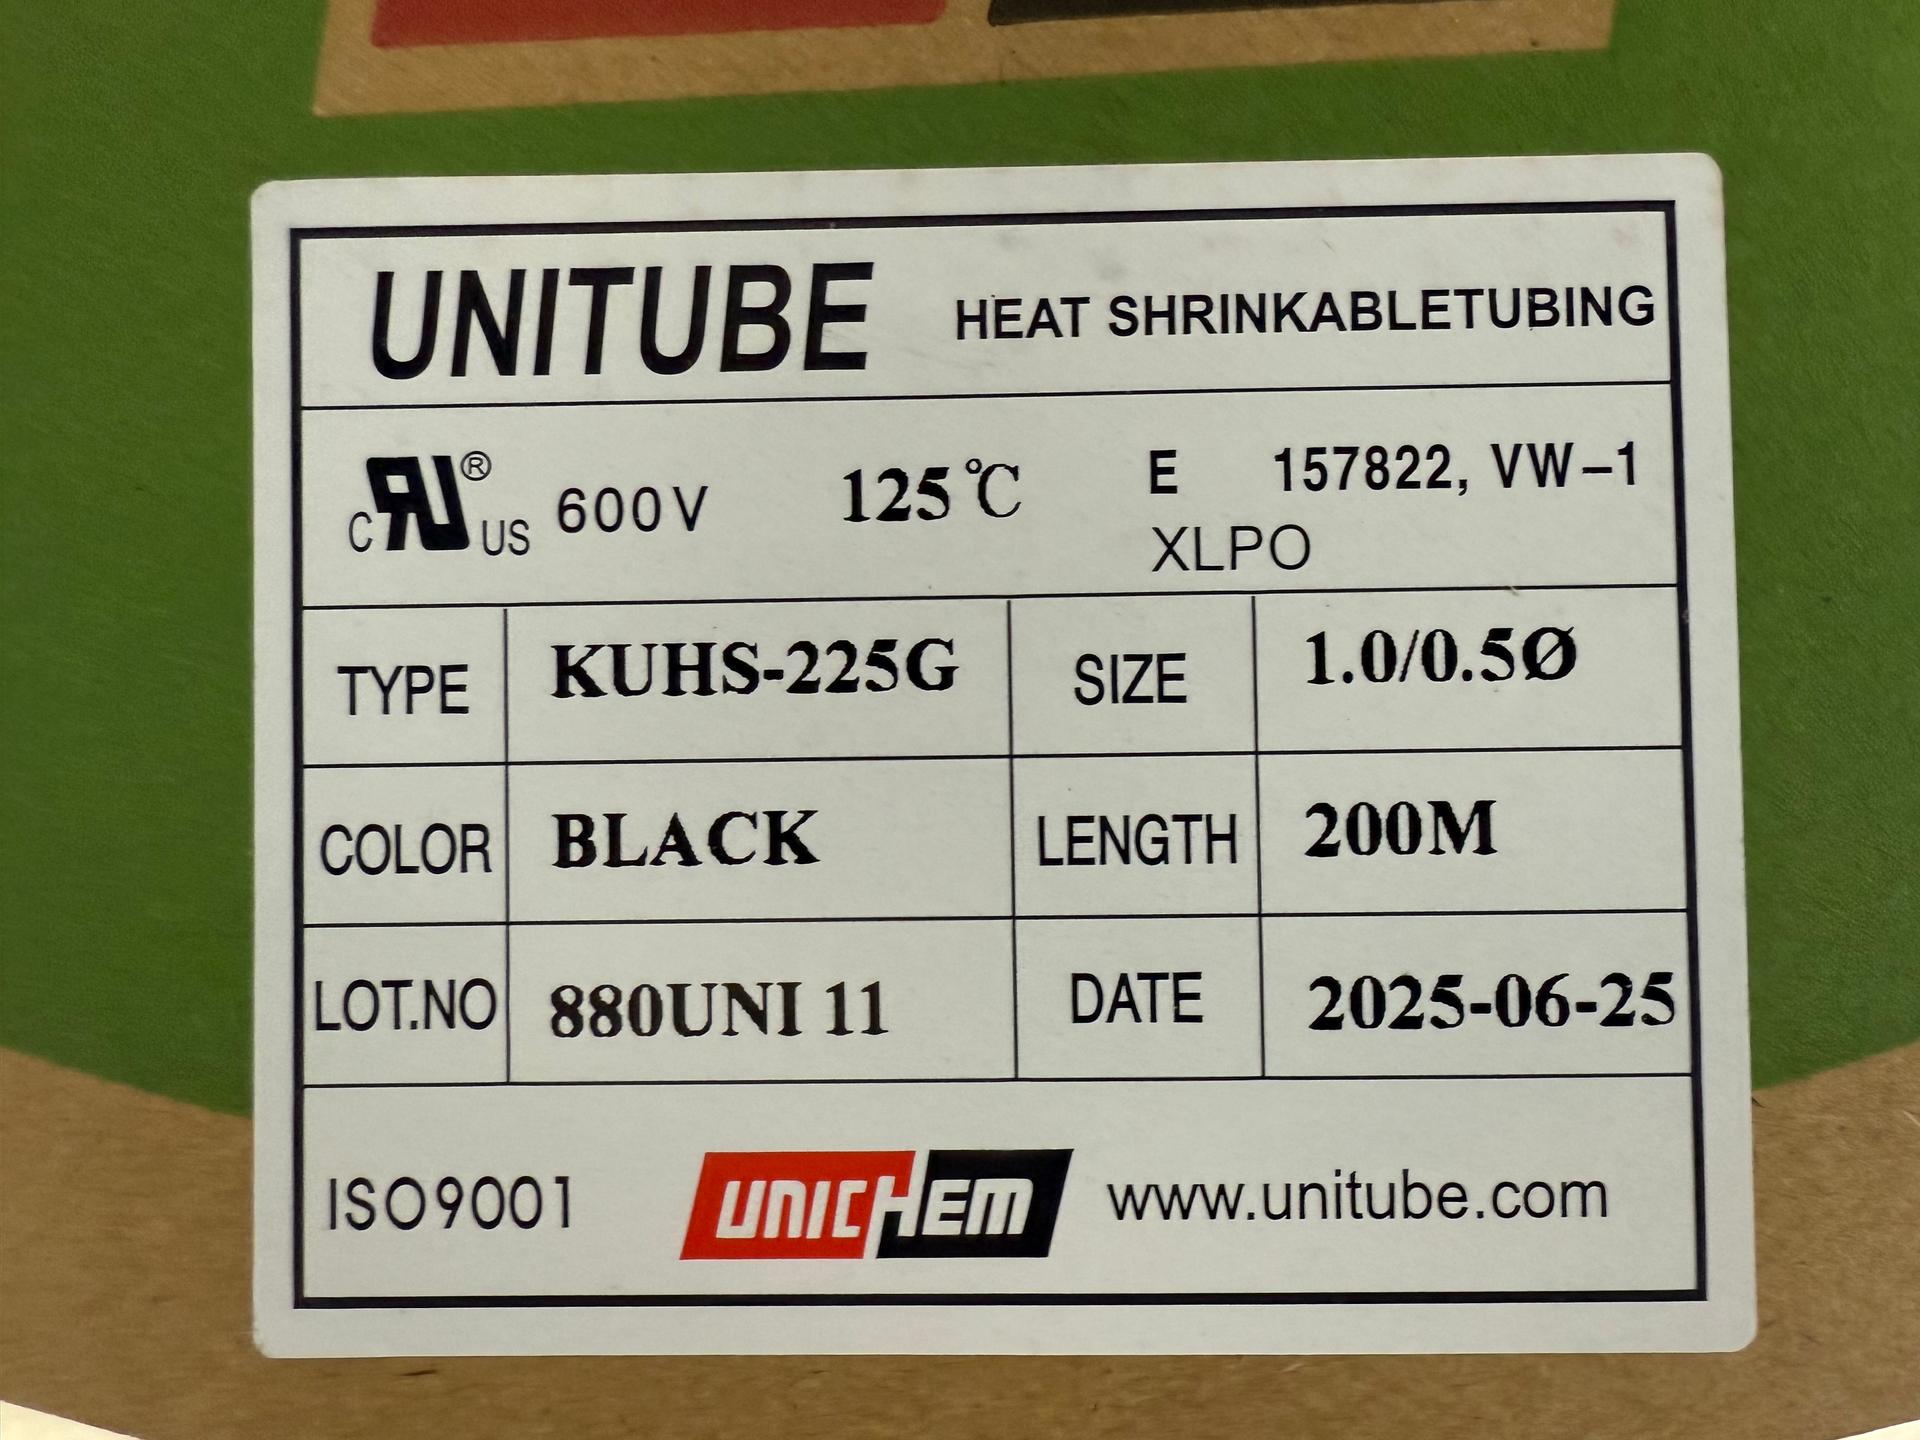 UNITUBE HEAT SHRINKABLETUBING
C RU® US 600V 125℃ E 157822, VW-1
XLPO
TYPE KUHS-225G SIZE 1.0/0.5Ø
COLOR BLACK LENGTH 200M
LOT.NO 880UNI 11 DATE 2025-06-25
ISO9001 UNICHEM www.unitube.com